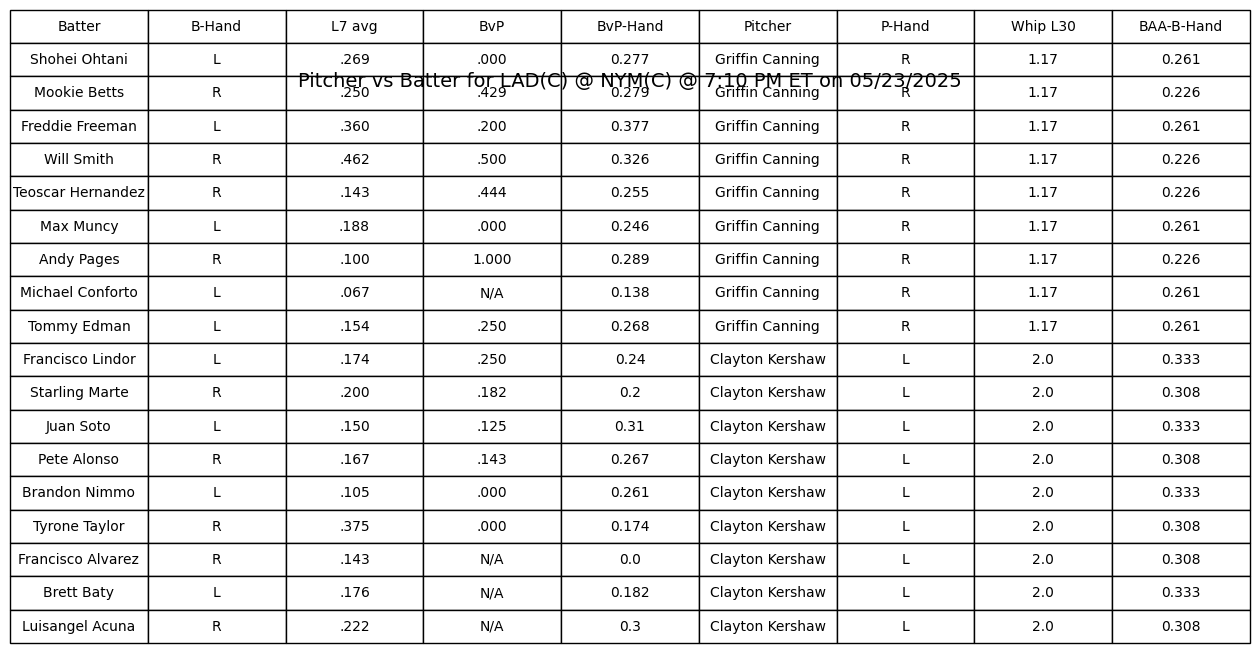 Batter B-Hand L7 avg BvP BvP-Hand Pitcher P-Hand Whip L30 BAA-B-Hand
Shohei Ohtani L .269 .000 0.277 Griffin Canning R 1.17 0.261
Pitcher vs Batter for LAD(C) @ NYM(C) @ 7:10 PM ET on 05/23/2025
Mookie Betts R .250 .429 0.279 Griffin Canning R 1.17 0.226
Freddie Freeman L .360 .200 0.377 Griffin Canning R 1.17 0.261
Will Smith R .462 .500 0.326 Griffin Canning R 1.17 0.226
Teoscar Hernandez R .143 .444 0.255 Griffin Canning R 1.17 0.226
Max Muncy L .188 .000 0.246 Griffin Canning R 1.17 0.261
Andy Pages R .100 1.000 0.289 Griffin Canning R 1.17 0.226
Michael Conforto L .067 N/A 0.138 Griffin Canning R 1.17 0.261
Tommy Edman L .154 .250 0.268 Griffin Canning R 1.17 0.261
Francisco Lindor L .174 .250 0.24 Clayton Kershaw L 2.0 0.333
Starling Marte R .200 .182 0.2 Clayton Kershaw L 2.0 0.308
Juan Soto L .150 .125 0.31 Clayton Kershaw L 2.0 0.333
Pete Alonso R .167 .143 0.267 Clayton Kershaw L 2.0 0.308
Brandon Nimmo L .105 .000 0.261 Clayton Kershaw L 2.0 0.333
Tyrone Taylor R .375 .000 0.174 Clayton Kershaw L 2.0 0.308
Francisco Alvarez R .143 N/A 0.0 Clayton Kershaw L 2.0 0.308
Brett Baty L .176 N/A 0.182 Clayton Kershaw L 2.0 0.333
Luisangel Acuna R .222 N/A 0.3 Clayton Kershaw L 2.0 0.308